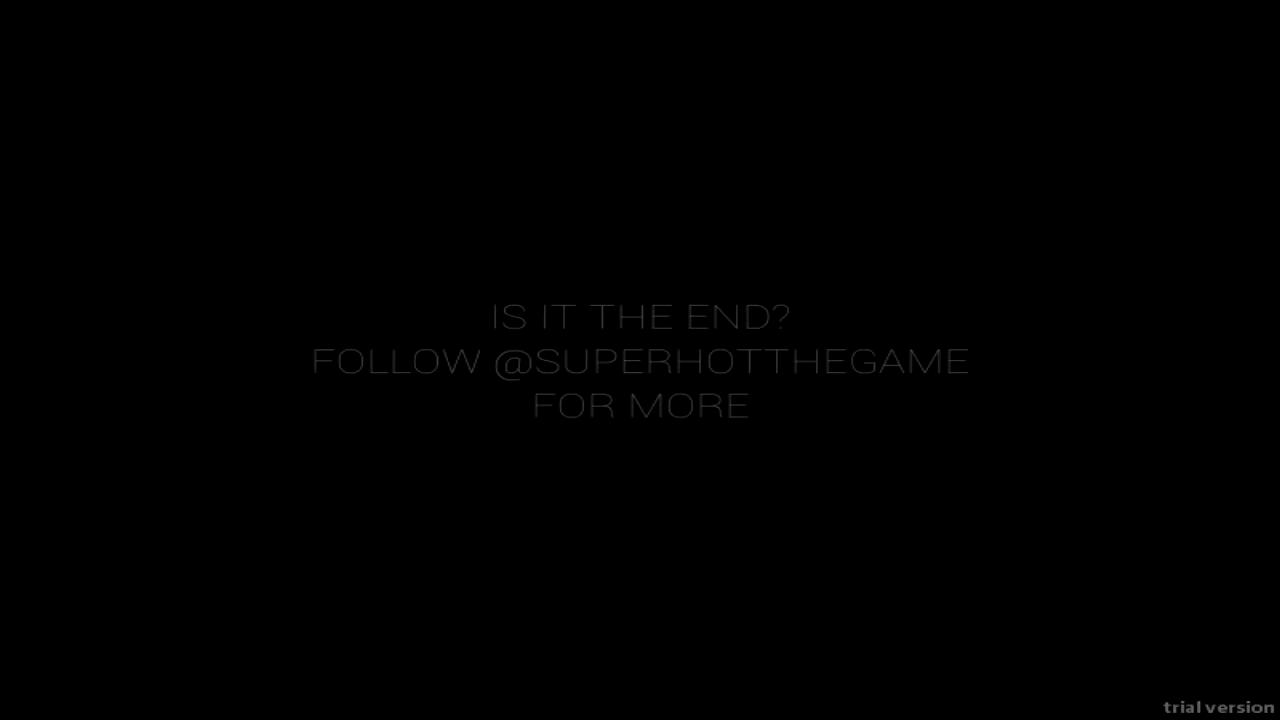 IS IT THE END?
FOLLOW @SUPERHOTTHEGAME
FOR MORE
trial version